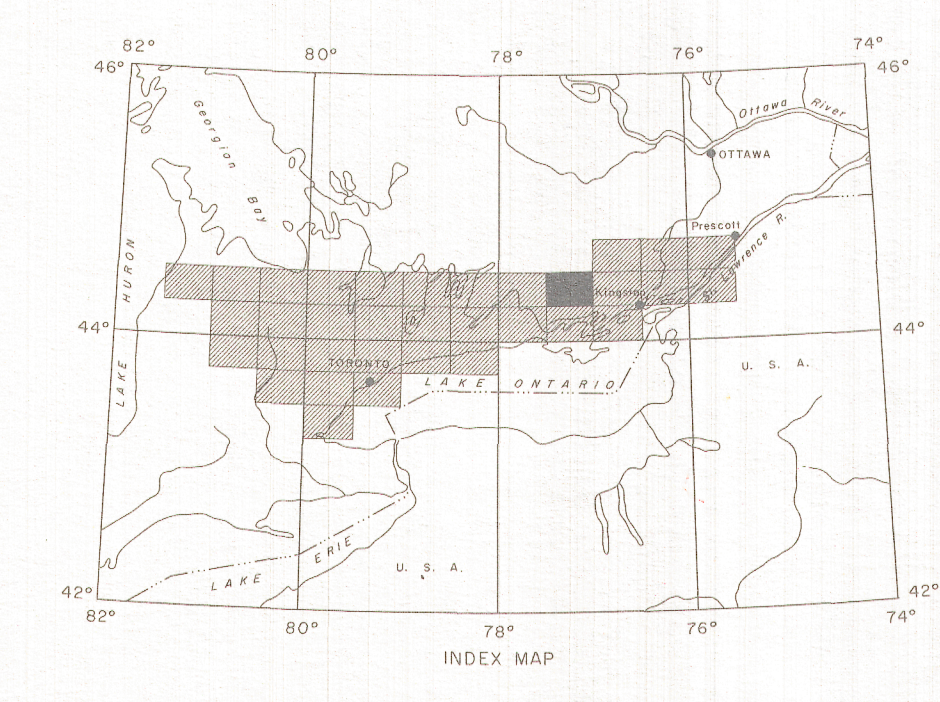 82°
80°
78°
76°
74°
46°
46°
Georgian Bay
Ottawa River
OTTAWA
Prescott
St. Lawrence R.
Kingston
LAKE HURON
44°
44°
TORONTO
LAKE ONTARIO
U. S. A.
LAKE ERIE
U. S. A.
42°
42°
82°
80°
78°
76°
74°
INDEX MAP